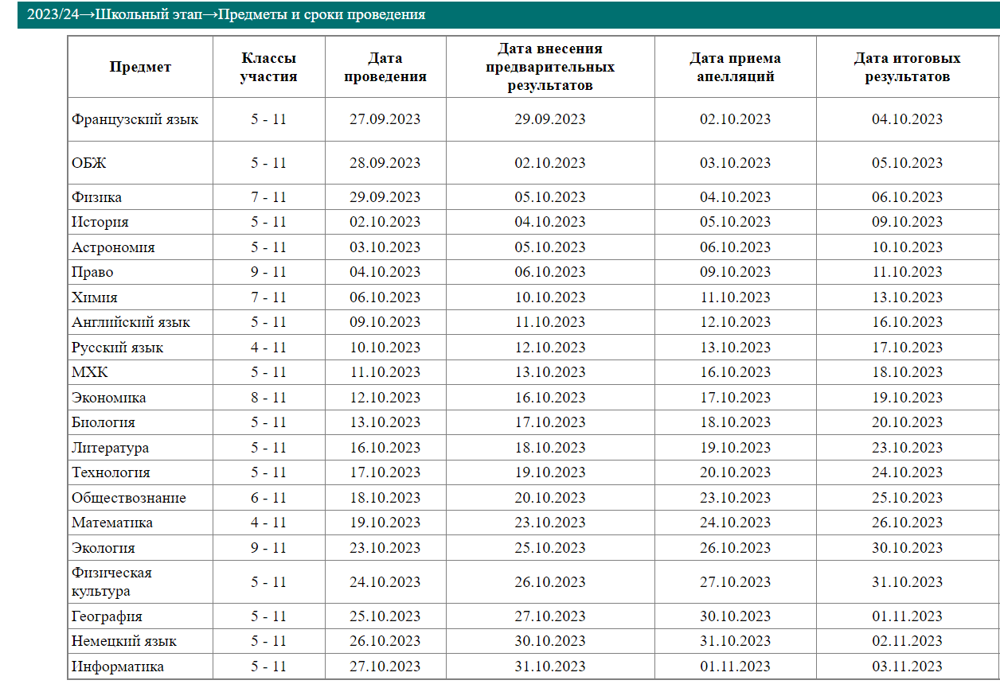 2023/24→Школьный этап→Предметы и сроки проведения
Предмет Классы участия Дата проведения Дата внесения предварительных результатов Дата приема апелляций Дата итоговых результатов
Французский язык 5 - 11 27.09.2023 29.09.2023 02.10.2023 04.10.2023
ОБЖ 5 - 11 28.09.2023 02.10.2023 03.10.2023 05.10.2023
Физика 7 - 11 29.09.2023 05.10.2023 04.10.2023 06.10.2023
История 5 - 11 02.10.2023 04.10.2023 05.10.2023 09.10.2023
Астрономия 5 - 11 03.10.2023 05.10.2023 06.10.2023 10.10.2023
Право 9 - 11 04.10.2023 06.10.2023 09.10.2023 11.10.2023
Химия 7 - 11 06.10.2023 10.10.2023 11.10.2023 13.10.2023
Английский язык 5 - 11 09.10.2023 11.10.2023 12.10.2023 16.10.2023
Русский язык 4 - 11 10.10.2023 12.10.2023 13.10.2023 17.10.2023
МХК 5 - 11 11.10.2023 13.10.2023 16.10.2023 18.10.2023
Экономика 8 - 11 12.10.2023 16.10.2023 17.10.2023 19.10.2023
Биология 5 - 11 13.10.2023 17.10.2023 18.10.2023 20.10.2023
Литература 5 - 11 16.10.2023 18.10.2023 19.10.2023 23.10.2023
Технология 5 - 11 17.10.2023 19.10.2023 20.10.2023 24.10.2023
Обществознание 6 - 11 18.10.2023 20.10.2023 23.10.2023 25.10.2023
Математика 4 - 11 19.10.2023 23.10.2023 24.10.2023 26.10.2023
Экология 9 - 11 23.10.2023 25.10.2023 26.10.2023 30.10.2023
Физическая культура 5 - 11 24.10.2023 26.10.2023 27.10.2023 31.10.2023
География 5 - 11 25.10.2023 27.10.2023 30.10.2023 01.11.2023
Немецкий язык 5 - 11 26.10.2023 30.10.2023 31.10.2023 02.11.2023
Информатика 5 - 11 27.10.2023 31.10.2023 01.11.2023 03.11.2023